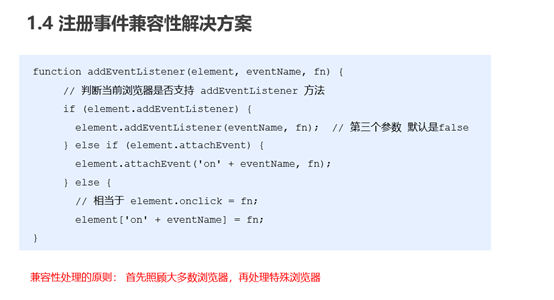 1.4 注册事件兼容性解决方案
function addEventListener(element, eventName, fn) {
// 判断当前浏览器是否支持 addEventListener 方法
if (element.addEventListener) {
element.addEventListener(eventName, fn); // 第三个参数 默认是false
} else if (element.attachEvent) {
element.attachEvent('on' + eventName, fn);
} else {
// 相当于 element.onclick = fn;
element['on' + eventName] = fn;
}
兼容性处理的原则： 首先照顾大多数浏览器，再处理特殊浏览器